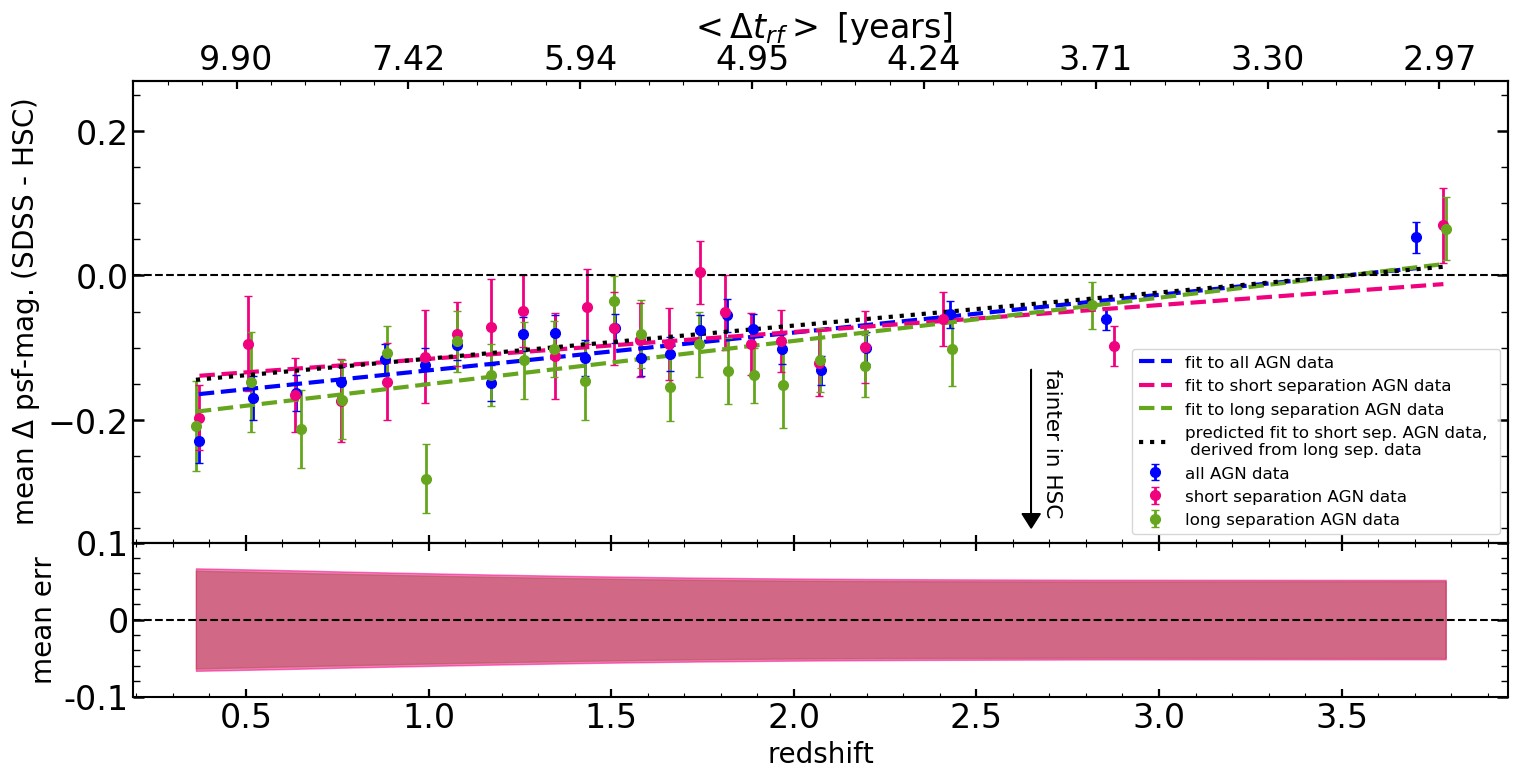 < Δt_rf > [years]
9.90 7.42 5.94 4.95 4.24 3.71 3.30 2.97
mean Δ psf-mag. (SDSS - HSC)
0.2
0.0
−0.2
fainter in HSC
fit to all AGN data
fit to short separation AGN data
fit to long separation AGN data
predicted fit to short sep. AGN data,
derived from long sep. data
all AGN data
short separation AGN data
long separation AGN data
mean err
0.1
0
-0.1
0.5 1.0 1.5 2.0 2.5 3.0 3.5
redshift